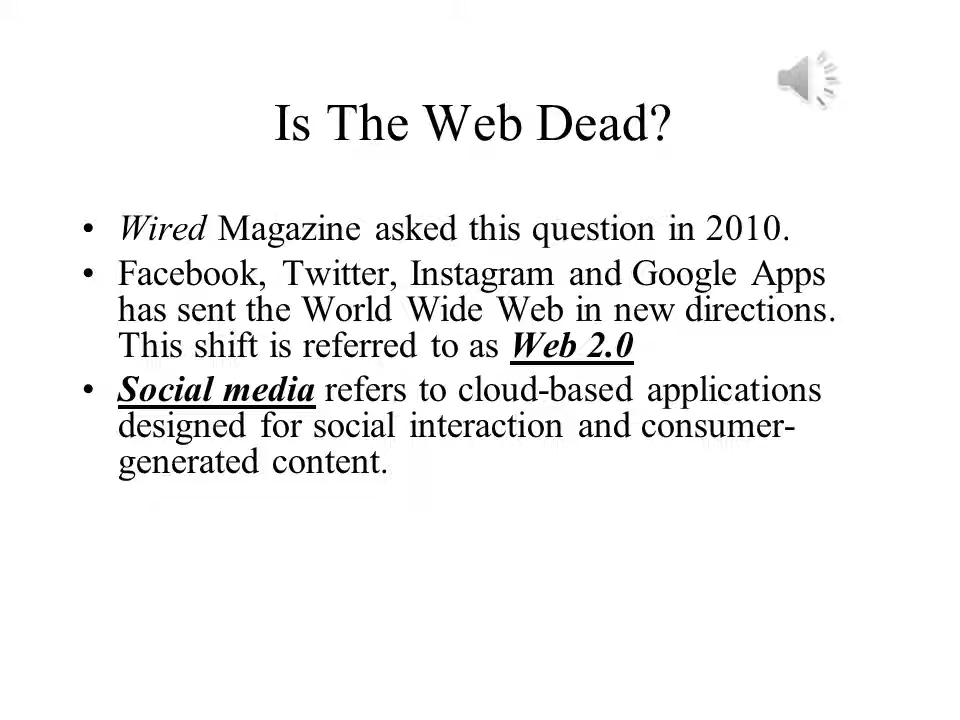 Is The Web Dead?
• Wired Magazine asked this question in 2010.
• Facebook, Twitter, Instagram and Google Apps
has sent the World Wide Web in new directions.
This shift is referred to as Web 2.0
• Social media refers to cloud-based applications
designed for social interaction and consumer-
generated content.